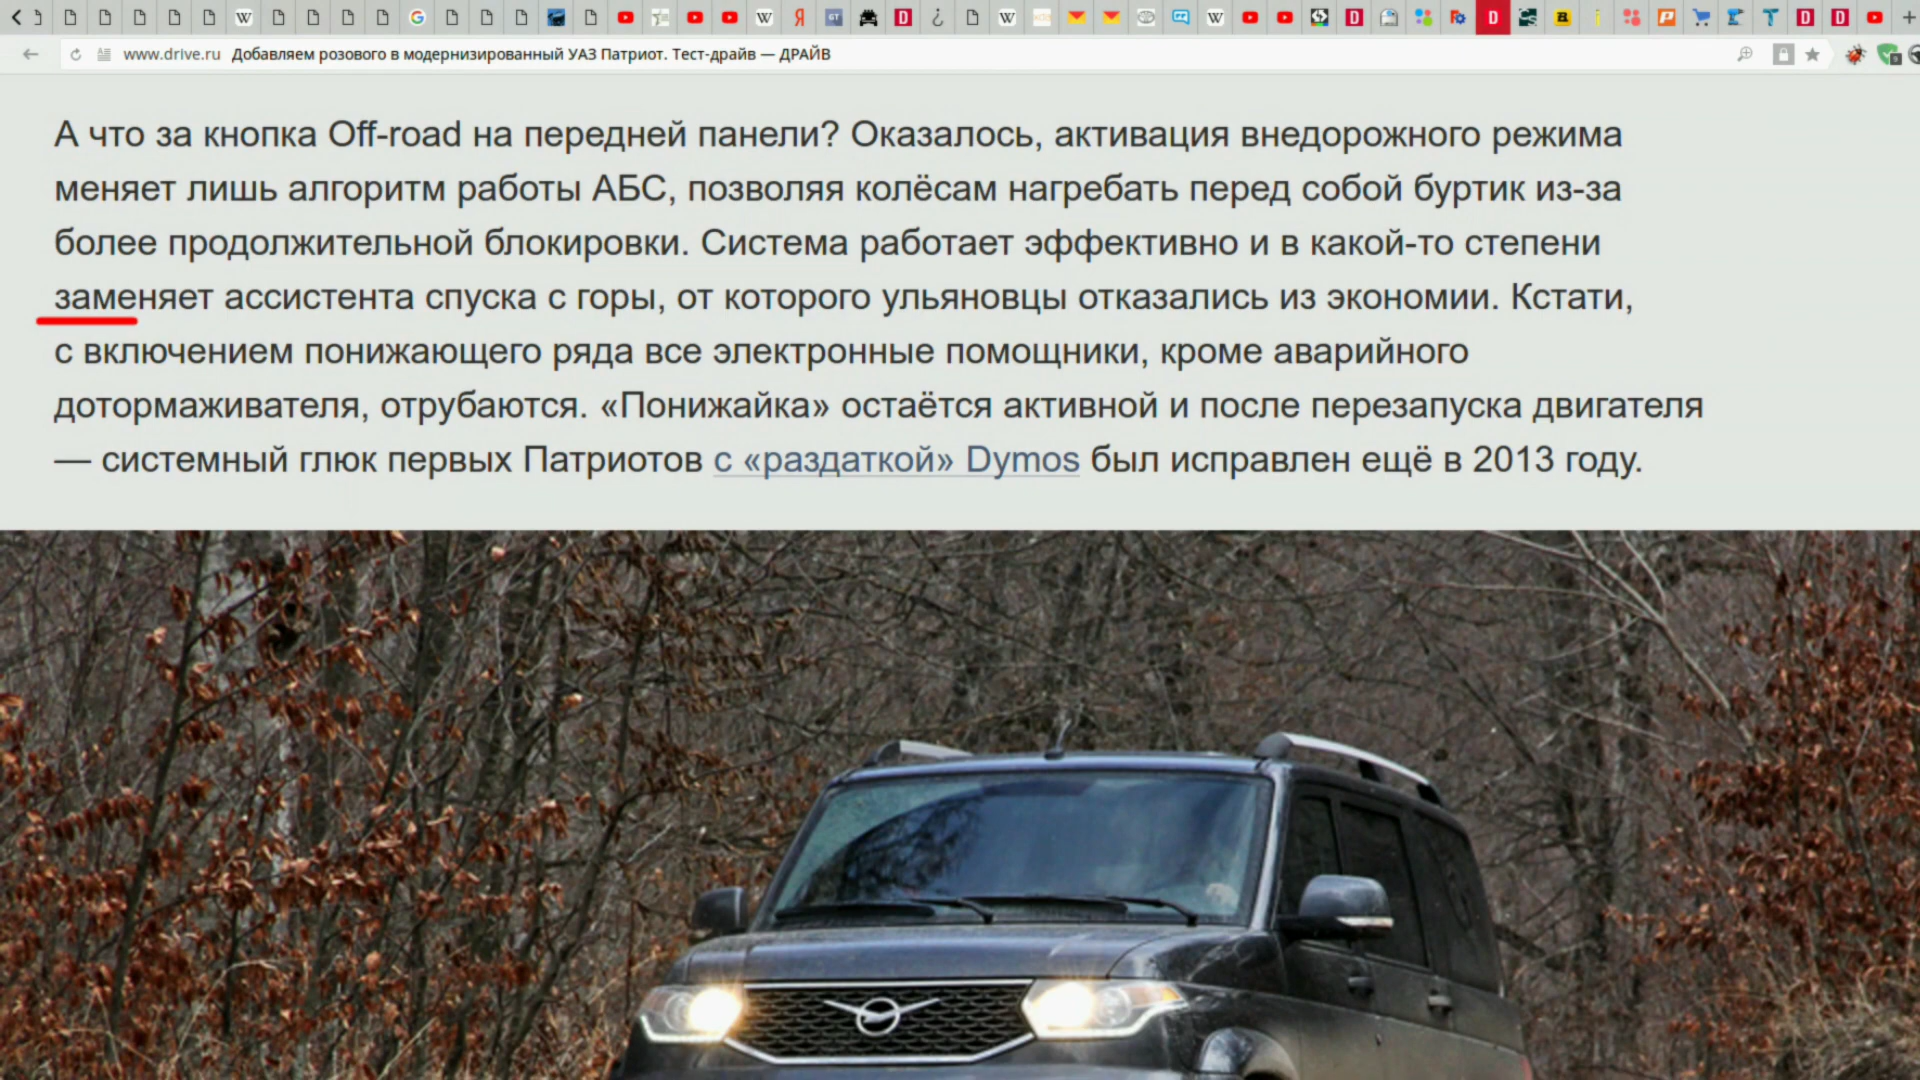 www.drive.ru Добавляем розового в модернизированный УАЗ Патриот. Тест-драйв — ДРАЙВ
А что за кнопка Off-road на передней панели? Оказалось, активация внедорожного режима
меняет лишь алгоритм работы АБС, позволяя колёсам нагребать перед собой буртик из-за
более продолжительной блокировки. Система работает эффективно и в какой-то степени
заменяет ассистента спуска с горы, от которого ульяновцы отказались из экономии. Кстати,
с включением понижающего ряда все электронные помощники, кроме аварийного
дотормаживателя, отрубаются. «Понижайка» остаётся активной и после перезапуска двигателя
— системный глюк первых Патриотов с «раздаткой» Dymos был исправлен ещё в 2013 году.